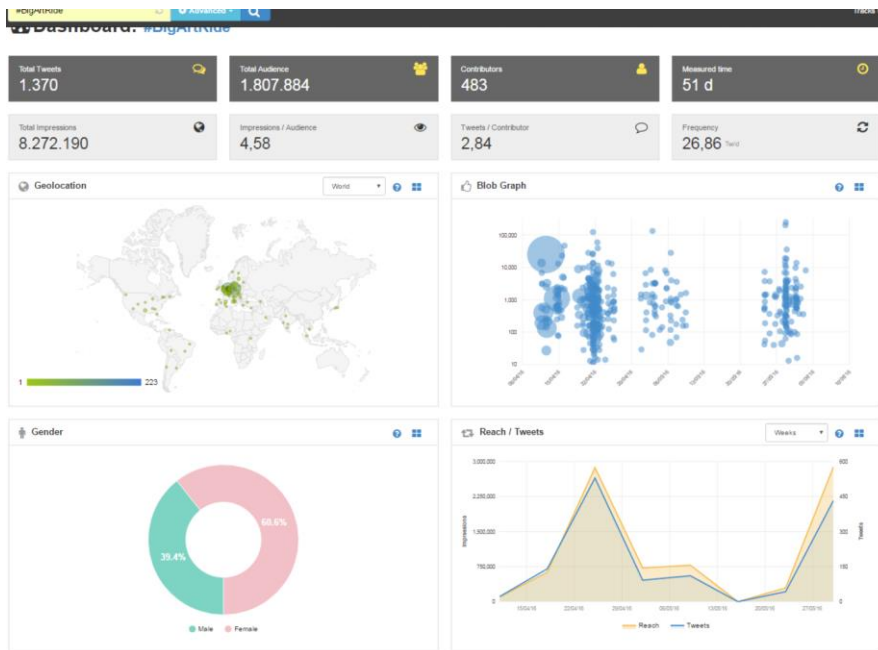 #BigArtRide Advanced
Dashboard: #BigArtRide
Total Tweets
1.370
Total Audience
1.807.884
Contributors
483
Measured time
51 d
Total Impressions
8.272.190
Impressions / Audience
4,58
Tweets / Contributor
2,84
Frequency
26,86 Tw/d
Geolocation World
1 223
Blob Graph
100,000
10,000
1,000
100
10
Gender
60.6%
39.4%
Male Female
Reach / Tweets Weeks
3,000,000 600
2,250,000 450
1,500,000 300
750,000 150
0 0
Impressions
Tweets
Reach Tweets